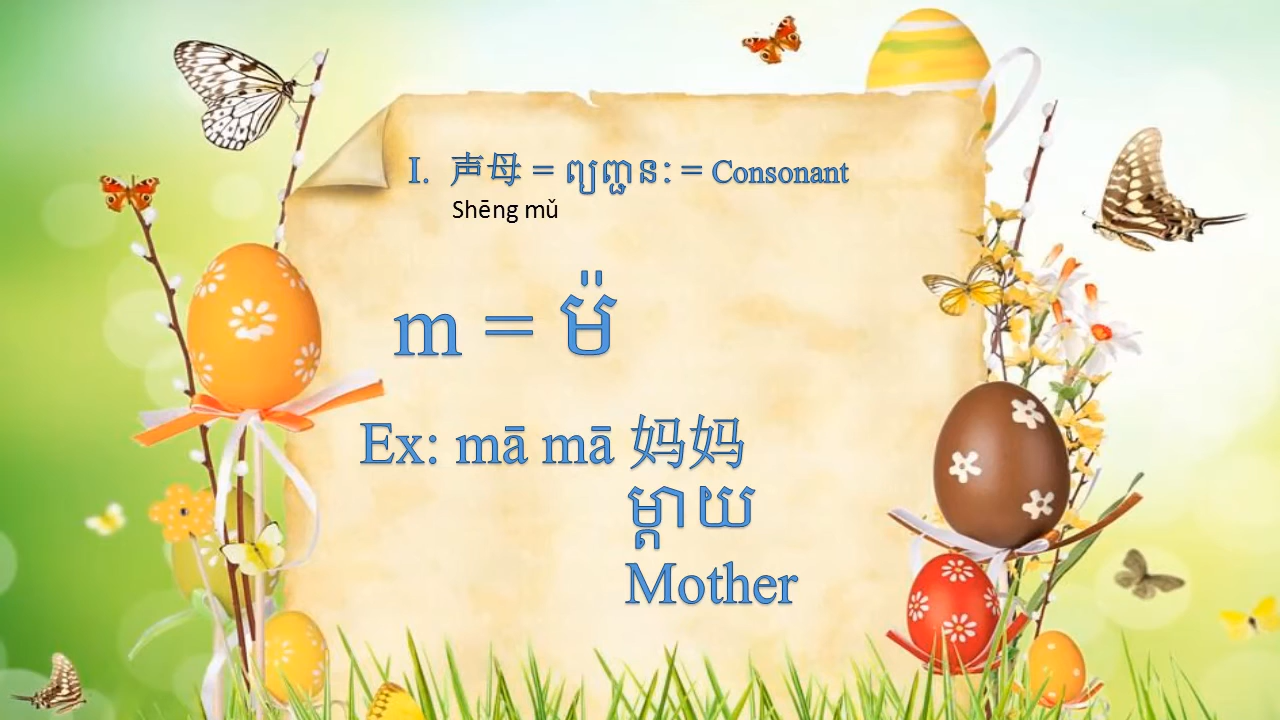 I. 声母 = ព្យញ្ជនៈ = Consonant
Shēng mǔ
m = ម៉
Ex: mā mā 妈妈
ម្តាយ
Mother